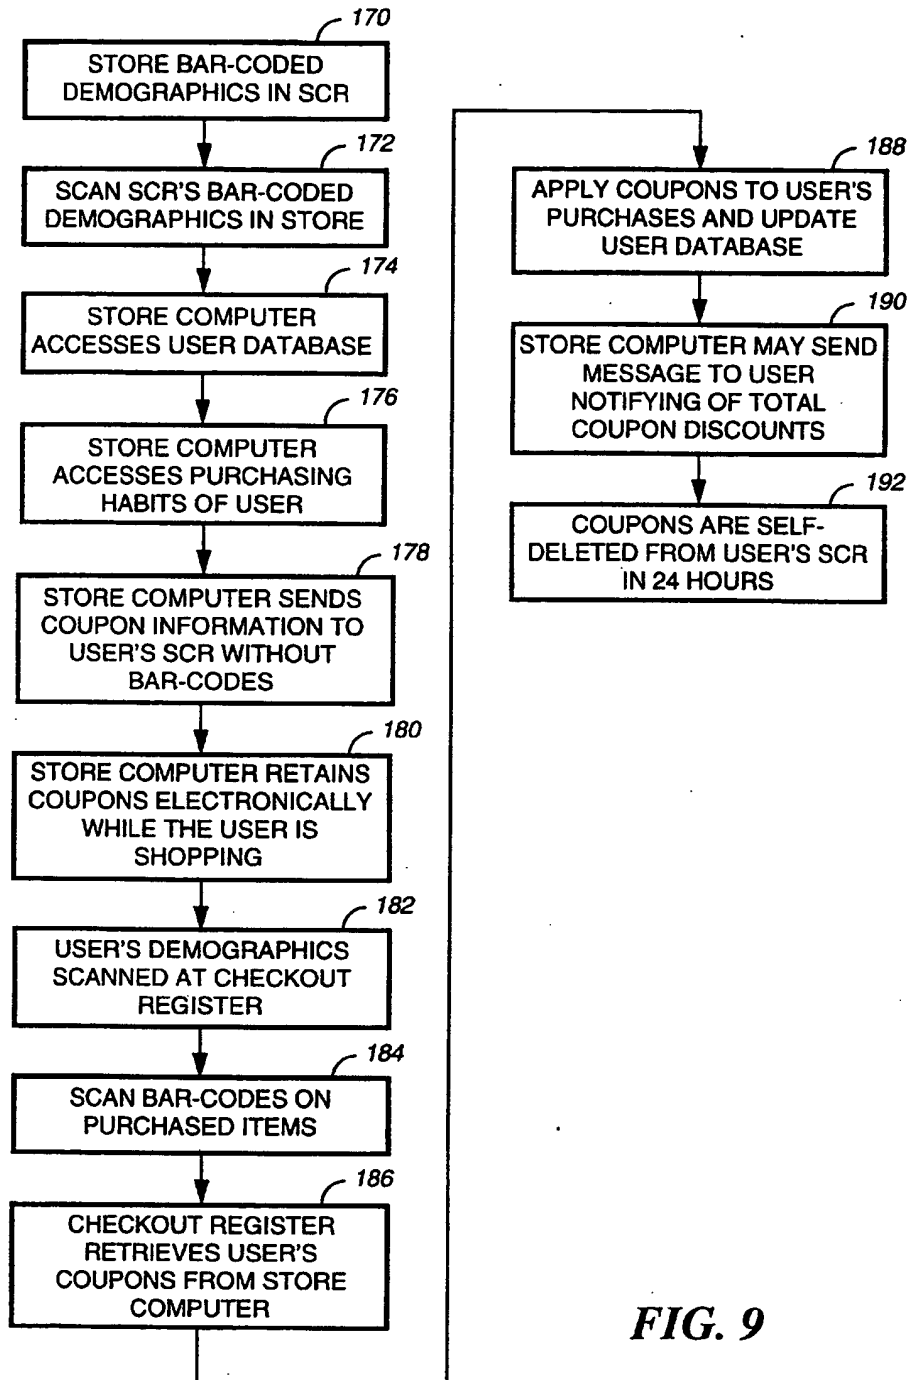 170
STORE BAR-CODED
DEMOGRAPHICS IN SCR
172
SCAN SCR'S BAR-CODED
DEMOGRAPHICS IN STORE
174
STORE COMPUTER
ACCESSES USER DATABASE
176
STORE COMPUTER
ACCESSES PURCHASING
HABITS OF USER
178
STORE COMPUTER SENDS
COUPON INFORMATION TO
USER'S SCR WITHOUT
BAR-CODES
180
STORE COMPUTER RETAINS
COUPONS ELECTRONICALLY
WHILE THE USER IS
SHOPPING
182
USER'S DEMOGRAPHICS
SCANNED AT CHECKOUT
REGISTER
184
SCAN BAR-CODES ON
PURCHASED ITEMS
186
CHECKOUT REGISTER
RETRIEVES USER'S
COUPONS FROM STORE
COMPUTER
188
APPLY COUPONS TO USER'S
PURCHASES AND UPDATE
USER DATABASE
190
STORE COMPUTER MAY SEND
MESSAGE TO USER
NOTIFYING OF TOTAL
COUPON DISCOUNTS
192
COUPONS ARE SELF-
DELETED FROM USER'S SCR
IN 24 HOURS
FIG. 9